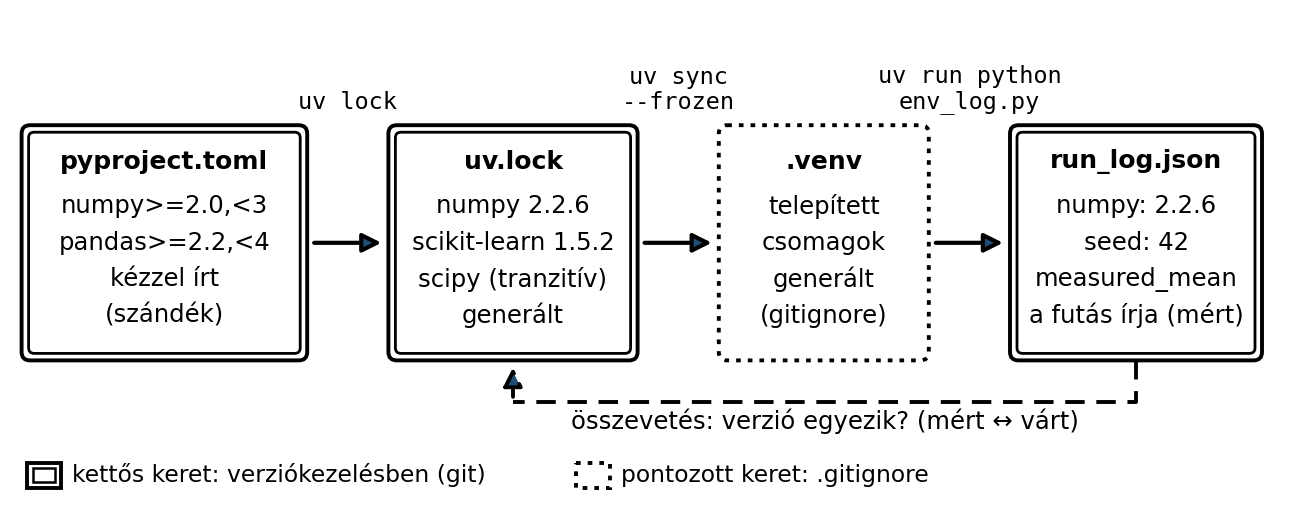 uv lock
uv sync
--frozen
uv run python
env_log.py
pyproject.toml
numpy>=2.0,<3
pandas>=2.2,<4
kézzel írt
(szándék)
uv.lock
numpy 2.2.6
scikit-learn 1.5.2
scipy (tranzitív)
generált
.venv
telepített
csomagok
generált
(gitignore)
run_log.json
numpy: 2.2.6
seed: 42
measured_mean
a futás írja (mért)
összevetés: verzió egyezik? (mért ↔ várt)
kettős keret: verziókezelésben (git)
pontozott keret: .gitignore